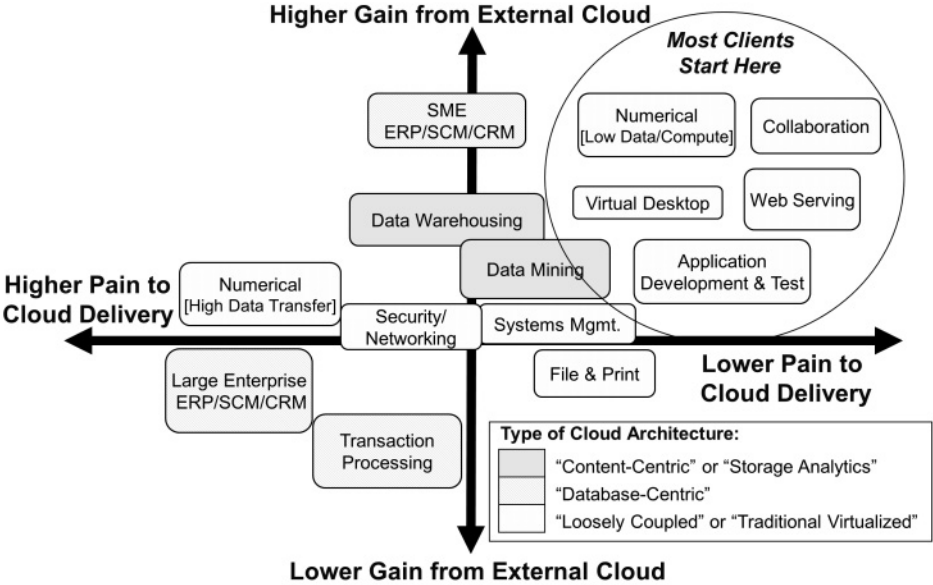 Higher Gain from External Cloud
Most Clients
Start Here
SME
ERP/SCM/CRM
Numerical
[Low Data/Compute]
Collaboration
Data Warehousing
Virtual Desktop
Web Serving
Data Mining
Application
Development & Test
Higher Pain to
Cloud Delivery
Numerical
[High Data Transfer]
Security/
Networking
Systems Mgmt.
Lower Pain to
Cloud Delivery
File & Print
Large Enterprise
ERP/SCM/CRM
Transaction
Processing
Type of Cloud Architecture:
“Content-Centric” or “Storage Analytics”
“Database-Centric”
“Loosely Coupled” or “Traditional Virtualized”
Lower Gain from External Cloud